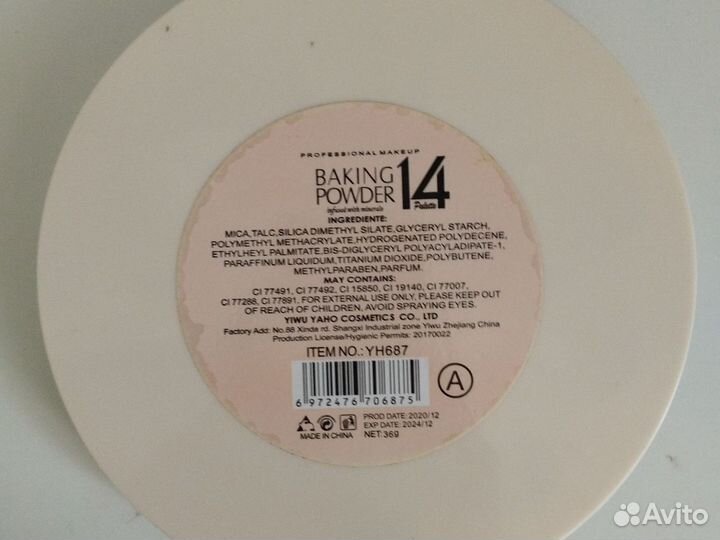 PROFESSIONAL MAKEUP
BAKING POWDER 14
infused with minerals Palette
INGREDIENTE:
MICA,TALC,SILICA DIMETHYL SILATE,GLYCERYL STARCH,
POLYMETHYL METHACRYLATE,HYDROGENATED POLYDECENE,
ETHYLHEYL PALMITATE,BIS-DIGLYCERYL POLYACYLADIPATE-1,
PARAFFINUM LIQUIDUM,TITANIUM DIOXIDE,POLYBUTENE,
METHYLPARABEN,PARFUM.
MAY CONTAINS:
CI 77491, CI 77492, CI 15850, CI 19140, CI 77007,
CI 77288, CI 77891. FOR EXTERNAL USE ONLY, PLEASE KEEP OUT
OF REACH OF CHILDREN, AVOID SPRAYING EYES.
YIWU YAHO COSMETICS CO., LTD
Factory Add: No.88 Xinda rd. Shangxi Industrial zone Yiwu Zhejiang China
Production License/Hygienic Permits: 20170022
ITEM NO.: YH687
A
6 972476 706875
PROD DATE: 2020/12
EXP DATE: 2024/12
MADE IN CHINA NET:36g
Avito